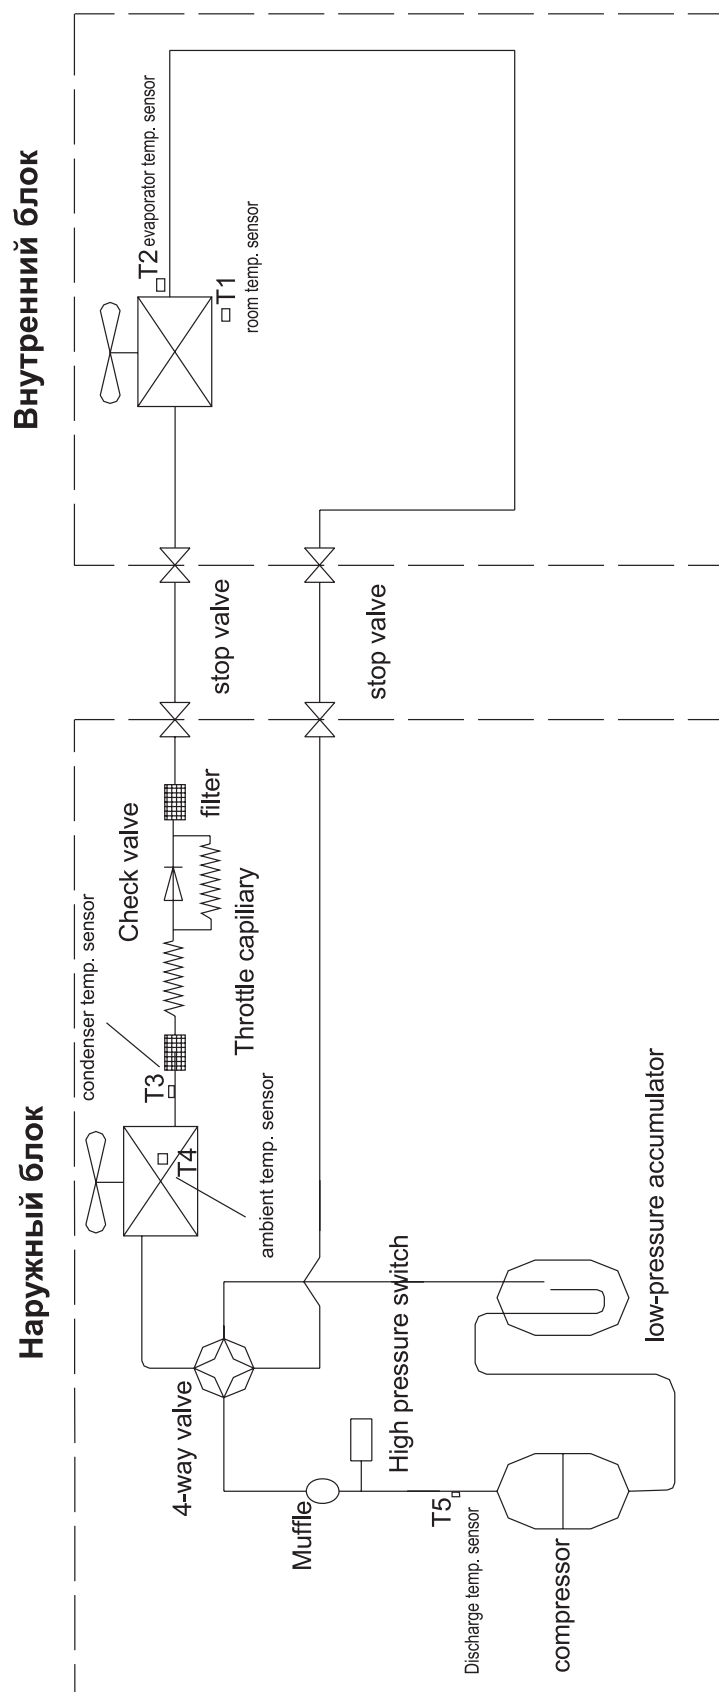 Наружный блок
Внутренний блок
condenser temp. sensor
Check valve
T2 evaporator temp. sensor
T3
T4
filter
stop valve
T1
room temp. sensor
Throttle capiliary
ambient temp. sensor
4-way valve
stop valve
Muffle
High pressure switch
T5
Discharge temp. sensor
compressor
low-pressure accumulator